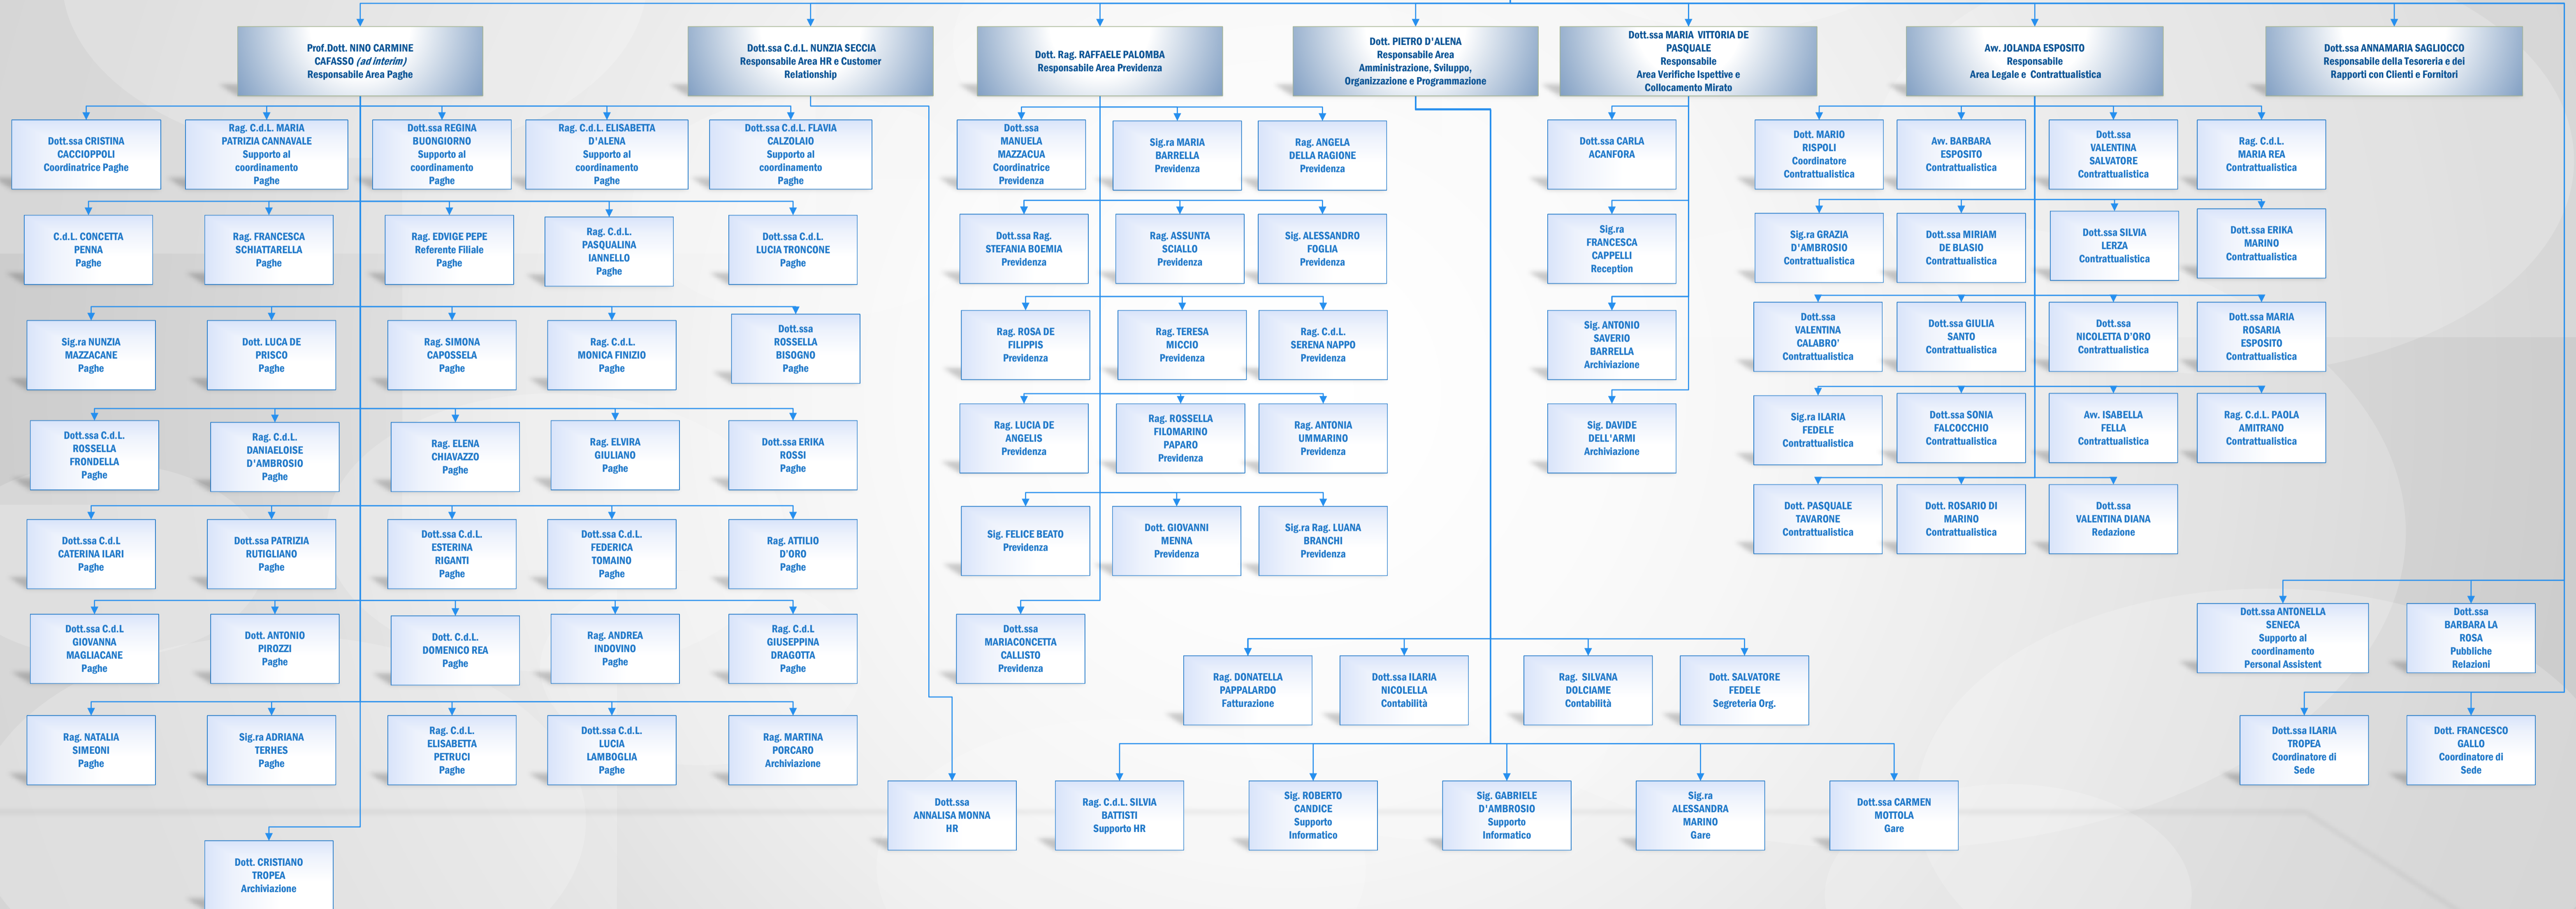 Prof.Dott. NINO CARMINE
CAFASSO (ad interim)
Responsabile Area Paghe
Dott.ssa C.d.L. NUNZIA SECCIA
Responsabile Area HR e Customer
Relationship
Dott. Rag. RAFFAELE PALOMBA
Responsabile Area Previdenza
Dott. PIETRO D'ALENA
Responsabile Area
Amministrazione, Sviluppo,
Organizzazione e Programmazione
Dott.ssa MARIA VITTORIA DE
PASQUALE
Responsabile
Area Verifiche Ispettive e
Collocamento Mirato
Avv. JOLANDA ESPOSITO
Responsabile
Area Legale e Contrattualistica
Dott.ssa ANNAMARIA SAGLIOCCO
Responsabile della Tesoreria e dei
Rapporti con Clienti e Fornitori
Dott.ssa CRISTINA
CACCIOPPOLI
Coordinatrice Paghe
Rag. C.d.L. MARIA
PATRIZIA CANNAVALE
Supporto al
coordinamento
Paghe
Dott.ssa REGINA
BUONGIORNO
Supporto al
coordinamento
Paghe
Rag. C.d.L. ELISABETTA
D'ALENA
Supporto al
coordinamento
Paghe
Dott.ssa C.d.L. FLAVIA
CALZOLAIO
Supporto al
coordinamento
Paghe
C.d.L. CONCETTA
PENNA
Paghe
Rag. FRANCESCA
SCHIATTARELLA
Paghe
Rag. EDVIGE PEPE
Referente Filiale
Paghe
Rag. C.d.L.
PASQUALINA
IANNELLO
Paghe
Dott.ssa C.d.L.
LUCIA TRONCONE
Paghe
Sig.ra NUNZIA
MAZZACANE
Paghe
Dott. LUCA DE
PRISCO
Paghe
Rag. SIMONA
CAPOSSELA
Paghe
Rag. C.d.L.
MONICA FINIZIO
Paghe
Dott.ssa
ROSSELLA
BISOGNO
Paghe
Dott.ssa C.d.L.
ROSSELLA
FRONDELLA
Paghe
Rag. C.d.L.
DANIAELOISE
D'AMBROSIO
Paghe
Rag. ELENA
CHIAVAZZO
Paghe
Rag. ELVIRA
GIULIANO
Paghe
Dott.ssa ERIKA
ROSSI
Paghe
Dott.ssa C.d.L
CATERINA ILARI
Paghe
Dott.ssa PATRIZIA
RUTIGLIANO
Paghe
Dott.ssa C.d.L.
ESTERINA
RIGANTI
Paghe
Dott.ssa C.d.L.
FEDERICA
TOMAINO
Paghe
Rag. ATTILIO
D'ORO
Paghe
Dott.ssa C.d.L
GIOVANNA
MAGLIACANE
Paghe
Dott. ANTONIO
PIROZZI
Paghe
Dott. C.d.L.
DOMENICO REA
Paghe
Rag. ANDREA
INDOVINO
Paghe
Rag. C.d.L
GIUSEPPINA
DRAGOTTA
Paghe
Rag. NATALIA
SIMEONI
Paghe
Sig.ra ADRIANA
TERHES
Paghe
Rag. C.d.L.
ELISABETTA
PETRUCI
Paghe
Dott.ssa C.d.L.
LUCIA
LAMBOGLIA
Paghe
Rag. MARTINA
PORCARO
Archiviazione
Dott. CRISTIANO
TROPEA
Archiviazione
Dott.ssa
ANNALISA MONNA
HR
Dott.ssa
MANUELA
MAZZACUA
Coordinatrice
Previdenza
Sig.ra MARIA
BARRELLA
Previdenza
Rag. ANGELA
DELLA RAGIONE
Previdenza
Dott.ssa Rag.
STEFANIA BOEMIA
Previdenza
Rag. ASSUNTA
SCIALLO
Previdenza
Sig. ALESSANDRO
FOGLIA
Previdenza
Rag. ROSA DE
FILIPPIS
Previdenza
Rag. TERESA
MICCIO
Previdenza
Rag. C.d.L.
SERENA NAPPO
Previdenza
Rag. LUCIA DE
ANGELIS
Previdenza
Rag. ROSSELLA
FILOMARINO
PAPARO
Previdenza
Rag. ANTONIA
UMMARINO
Previdenza
Sig. FELICE BEATO
Previdenza
Dott. GIOVANNI
MENNA
Previdenza
Sig.ra Rag. LUANA
BRANCHI
Previdenza
Dott.ssa
MARIACONCETTA
CALLISTO
Previdenza
Rag. DONATELLA
PAPPALARDO
Fatturazione
Dott.ssa ILARIA
NICOLELLA
Contabilità
Rag. SILVANA
DOLCIAME
Contabilità
Dott. SALVATORE
FEDELE
Segreteria Org.
Rag. C.d.L. SILVIA
BATTISTI
Supporto HR
Sig. ROBERTO
CANDICE
Supporto
Informatico
Sig. GABRIELE
D'AMBROSIO
Supporto
Informatico
Sig.ra
ALESSANDRA
MARINO
Gare
Dott.ssa CARMEN
MOTTOLA
Gare
Dott.ssa CARLA
ACANFORA
Sig.ra
FRANCESCA
CAPPELLI
Reception
Sig. ANTONIO
SAVERIO
BARRELLA
Archiviazione
Sig. DAVIDE
DELL'ARMI
Archiviazione
Dott. MARIO
RISPOLI
Coordinatore
Contrattualistica
Avv. BARBARA
ESPOSITO
Contrattualistica
Dott.ssa
VALENTINA
SALVATORE
Contrattualistica
Rag. C.d.L.
MARIA REA
Contrattualistica
Sig.ra GRAZIA
D'AMBROSIO
Contrattualistica
Dott.ssa MIRIAM
DE BLASIO
Contrattualistica
Dott.ssa SILVIA
LERZA
Contrattualistica
Dott.ssa ERIKA
MARINO
Contrattualistica
Dott.ssa
VALENTINA
CALABRO'
Contrattualistica
Dott.ssa GIULIA
SANTO
Contrattualistica
Dott.ssa
NICOLETTA D'ORO
Contrattualistica
Dott.ssa MARIA
ROSARIA
ESPOSITO
Contrattualistica
Sig.ra ILARIA
FEDELE
Contrattualistica
Dott.ssa SONIA
FALCOCCHIO
Contrattualistica
Avv. ISABELLA
FELLA
Contrattualistica
Rag. C.d.L. PAOLA
AMITRANO
Contrattualistica
Dott. PASQUALE
TAVARONE
Contrattualistica
Dott. ROSARIO DI
MARINO
Contrattualistica
Dott.ssa
VALENTINA DIANA
Redazione
Dott.ssa ANTONELLA
SENECA
Supporto al
coordinamento
Personal Assistent
Dott.ssa
BARBARA LA
ROSA
Pubbliche
Relazioni
Dott.ssa ILARIA
TROPEA
Coordinatore di
Sede
Dott. FRANCESCO
GALLO
Coordinatore di
Sede